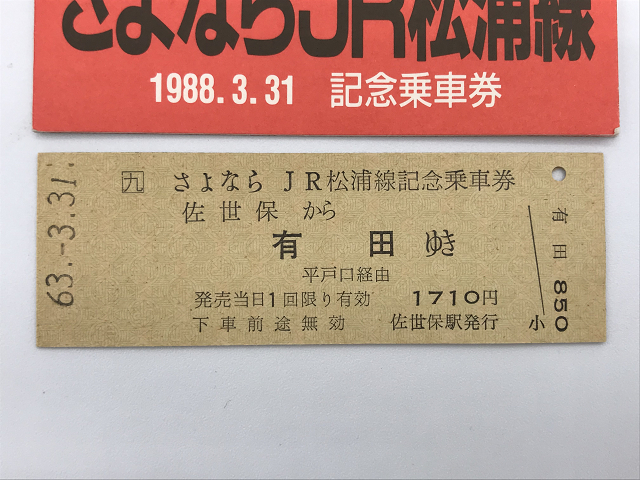 さよならJR松浦線
1988.3.31 記念乗車券
63.-3.31
九 さよなら JR松浦線記念乗車券
佐世保 から
有田 ゆき
平戸口経由
発売当日1回限り有効 1710円
下車前途無効 佐世保駅発行
有田 850
小